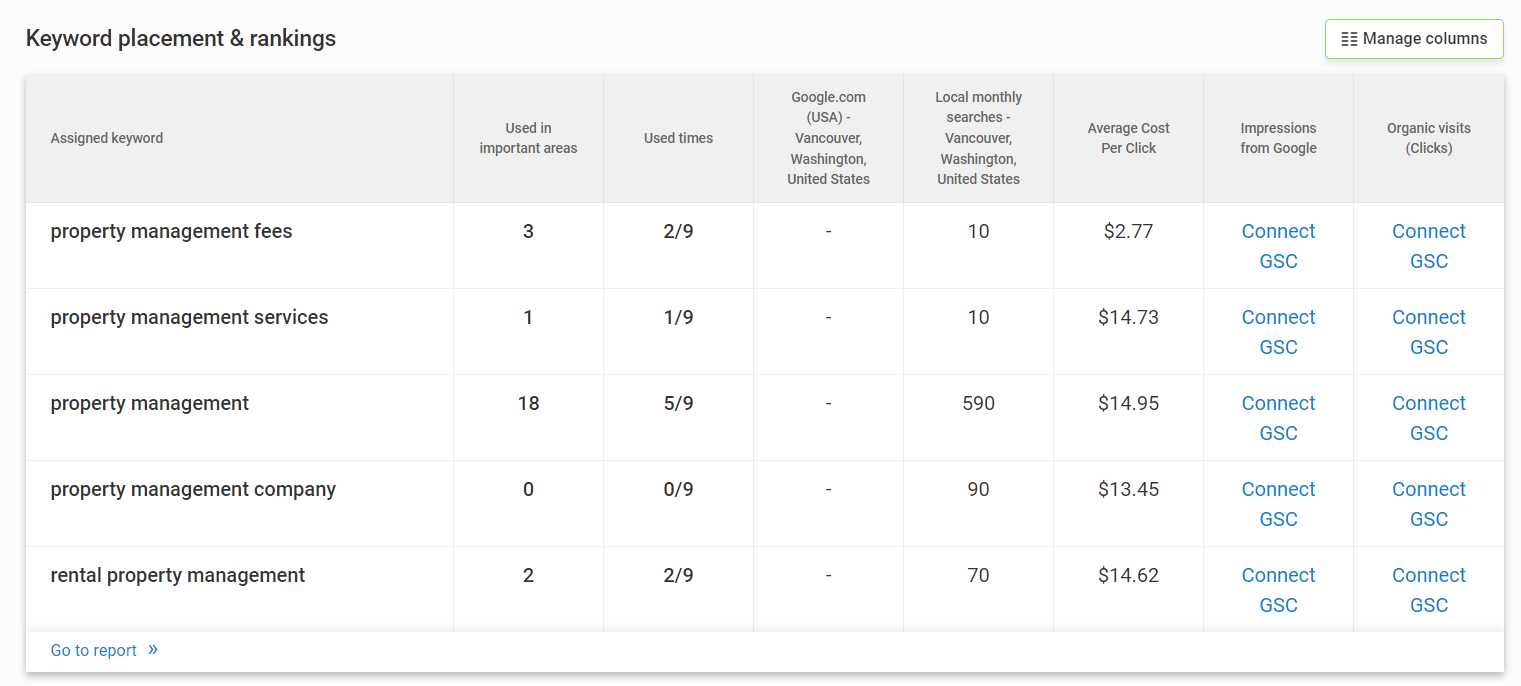 Keyword placement & rankings
Manage columns
Assigned keyword
Used in
important areas
Used times
Google.com
(USA) -
Vancouver,
Washington,
United States
Local monthly
searches -
Vancouver,
Washington,
United States
Average Cost
Per Click
Impressions
from Google
Organic visits
(Clicks)
property management fees 3 2/9 - 10 $2.77 Connect Connect
GSC GSC
property management services 1 1/9 - 10 $14.73 Connect Connect
GSC GSC
property management 18 5/9 - 590 $14.95 Connect Connect
GSC GSC
property management company 0 0/9 - 90 $13.45 Connect Connect
GSC GSC
rental property management 2 2/9 - 70 $14.62 Connect Connect
GSC GSC
Go to report »